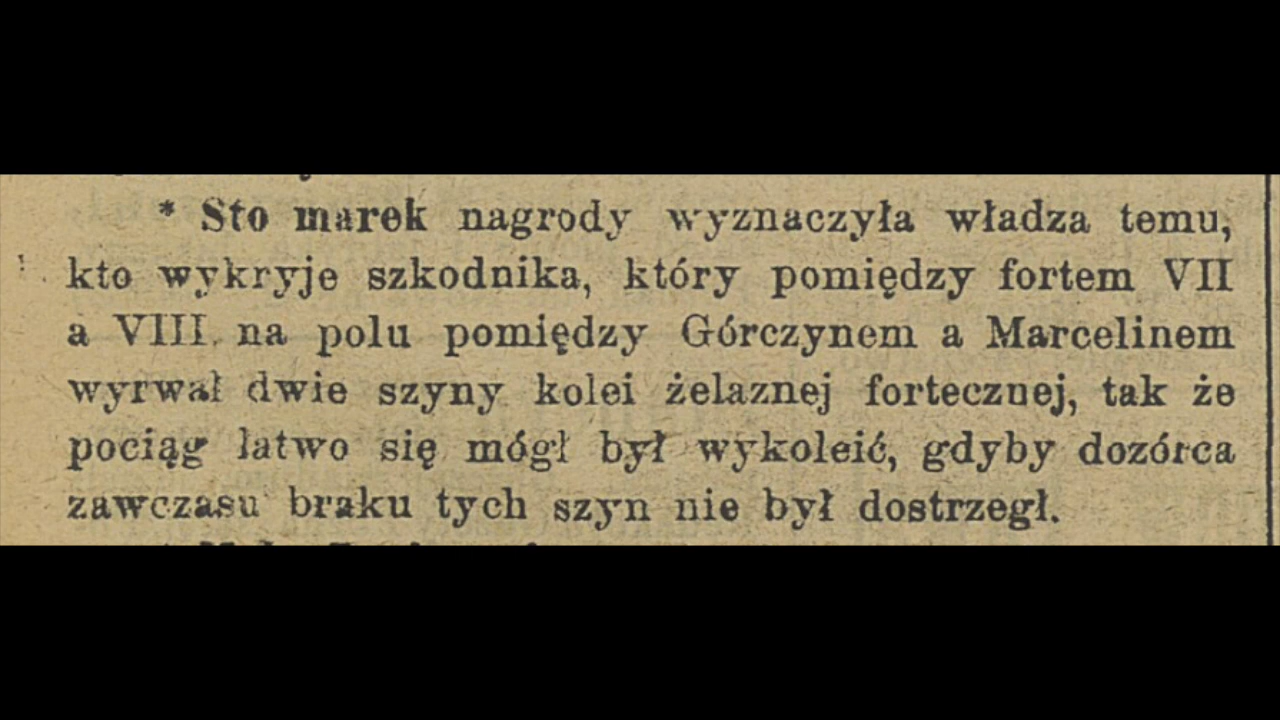 * Sto marek nagrody wyznaczyła władza temu,
kto wykryje szkodnika, który pomiędzy fortem VII
a VIII. na polu pomiędzy Górczynem a Marcelinem
wyrwał dwie szyny kolei żelaznej fortecznej, tak że
pociąg łatwo się mógł był wykoleić, gdyby dozórca
zawczasu braku tych szyn nie był dostrzegł.